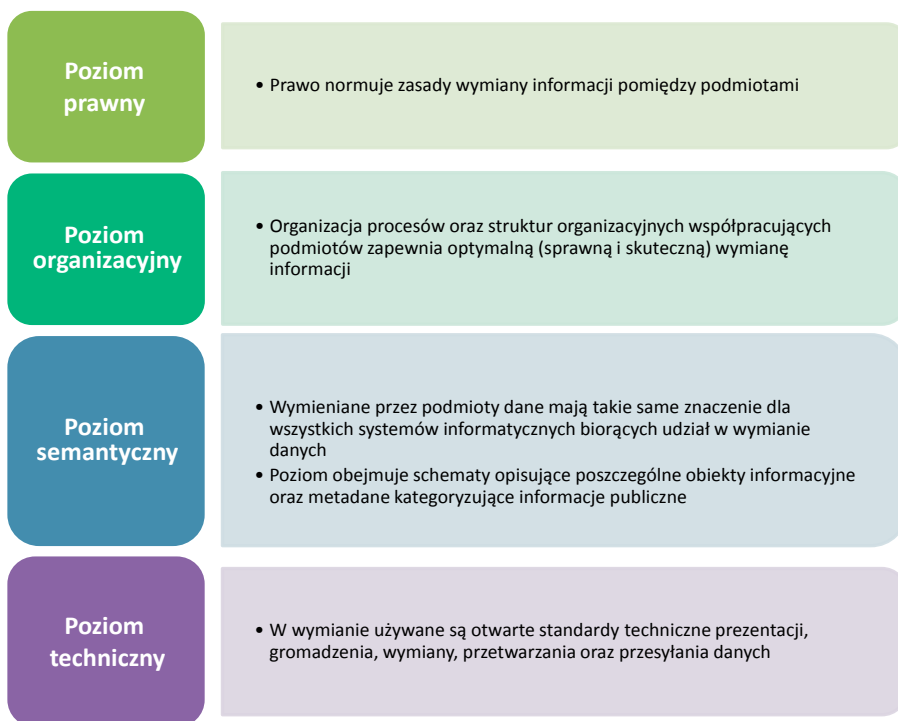 Poziom
prawny
• Prawo normuje zasady wymiany informacji pomiędzy podmiotami
Poziom
organizacyjny
• Organizacja procesów oraz struktur organizacyjnych współpracujących
podmiotów zapewnia optymalną (sprawną i skuteczną) wymianę
informacji
Poziom
semantyczny
• Wymieniane przez podmioty dane mają takie same znaczenie dla
wszystkich systemów informatycznych biorących udział w wymianie
danych
• Poziom obejmuje schematy opisujące poszczególne obiekty informacyjne
oraz metadane kategoryzujące informacje publiczne
Poziom
techniczny
• W wymianie używane są otwarte standardy techniczne prezentacji,
gromadzenia, wymiany, przetwarzania oraz przesyłania danych